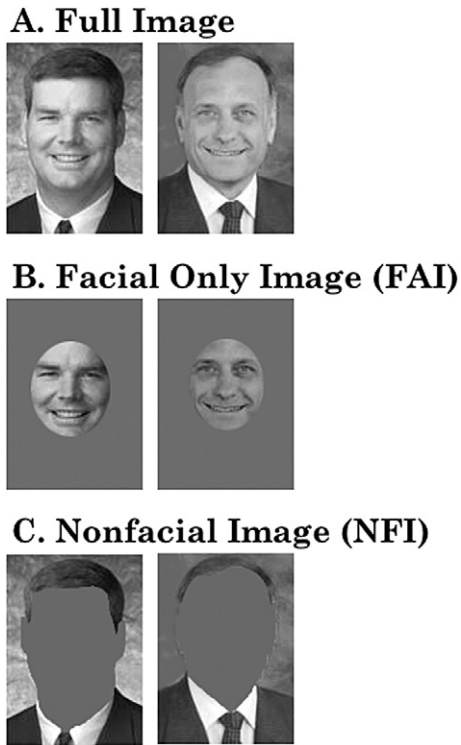 A. Full Image
B. Facial Only Image (FAI)
C. Nonfacial Image (NFI)